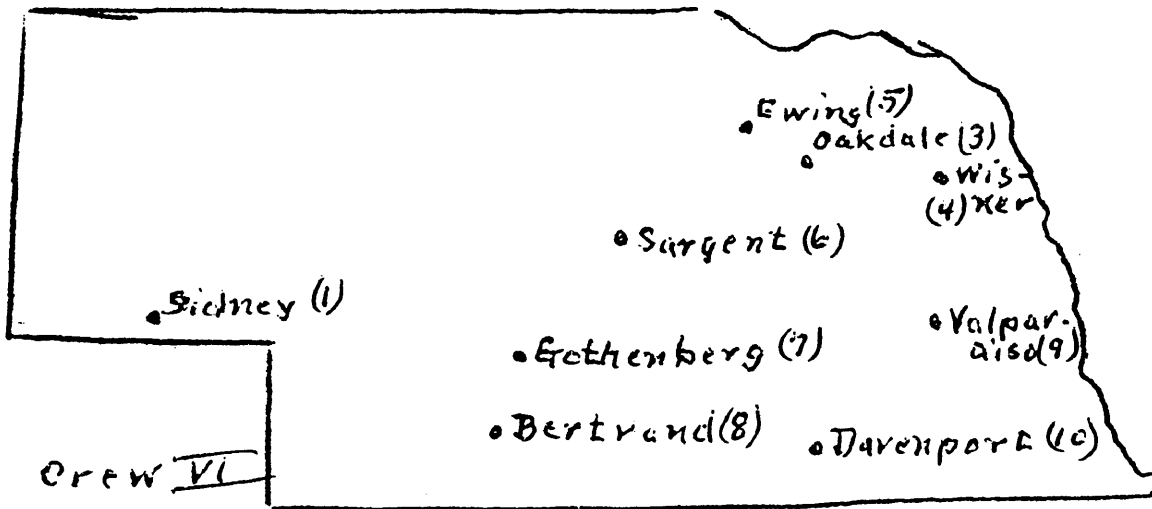 Ewing (5)
Oakdale (3)
Wis-
(4) ner
Sargent (6)
Sidney (1)
Valpar-
aiso (9)
Gothenberg (7)
Bertrand (8)
Davenport (10)
Crew VI